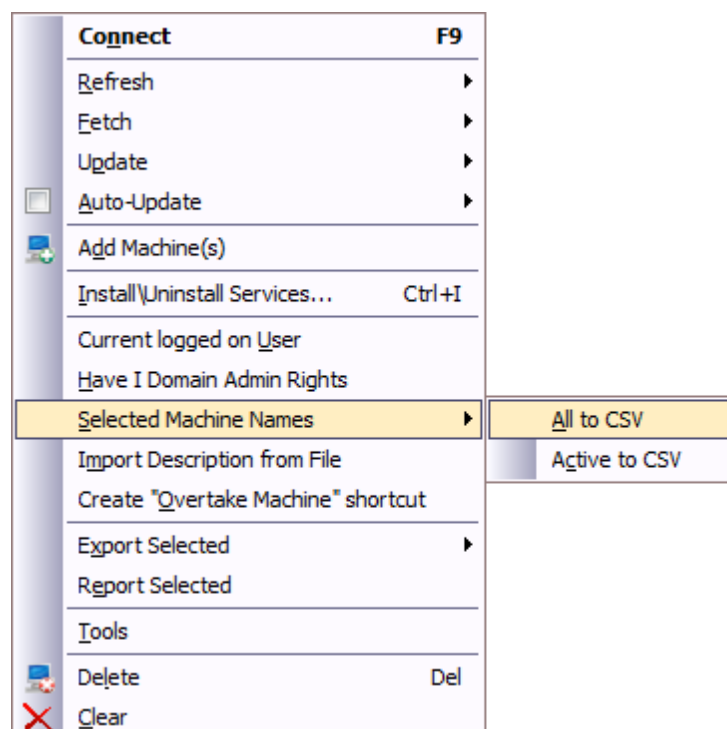 Connect F9
Refresh
Fetch
Update
Auto-Update
Add Machine(s)
Install\Uninstall Services... Ctrl+I
Current logged on User
Have I Domain Admin Rights
Selected Machine Names All to CSV
Import Description from File Active to CSV
Create "Overtake Machine" shortcut
Export Selected
Report Selected
Tools
Delete Del
Clear